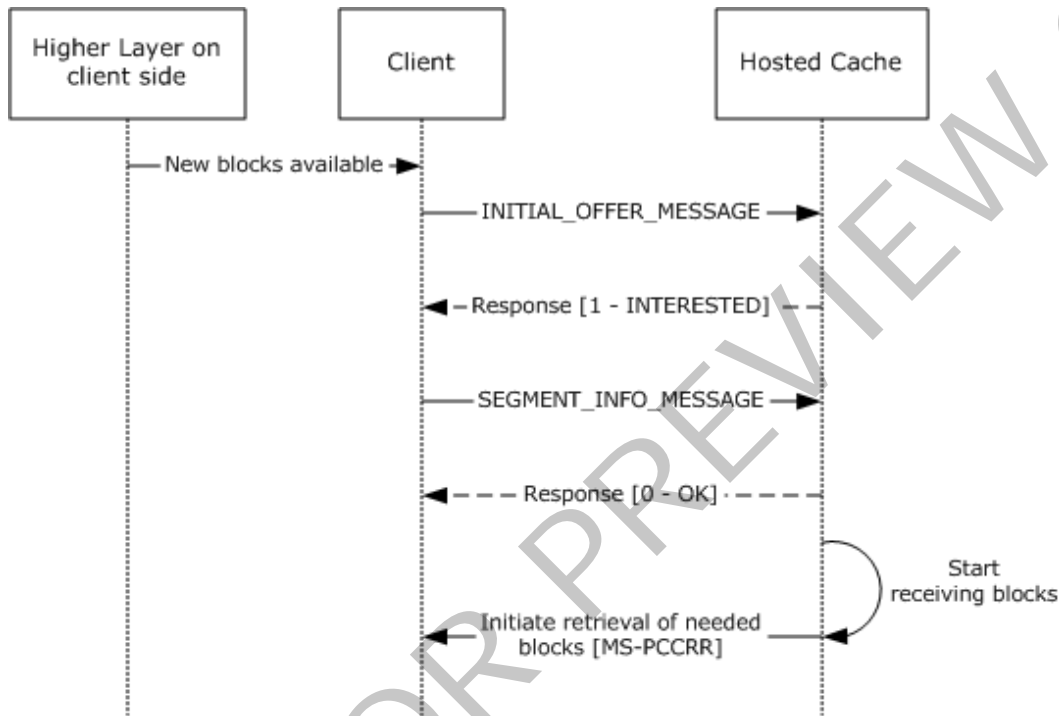 Higher Layer on
client side
Client
Hosted Cache
New blocks available
INITIAL_OFFER_MESSAGE
Response [1 - INTERESTED]
SEGMENT_INFO_MESSAGE
Response [0 - OK]
Start
receiving blocks
Initiate retrieval of needed
blocks [MS-PCCRR]
OR PREVIEW